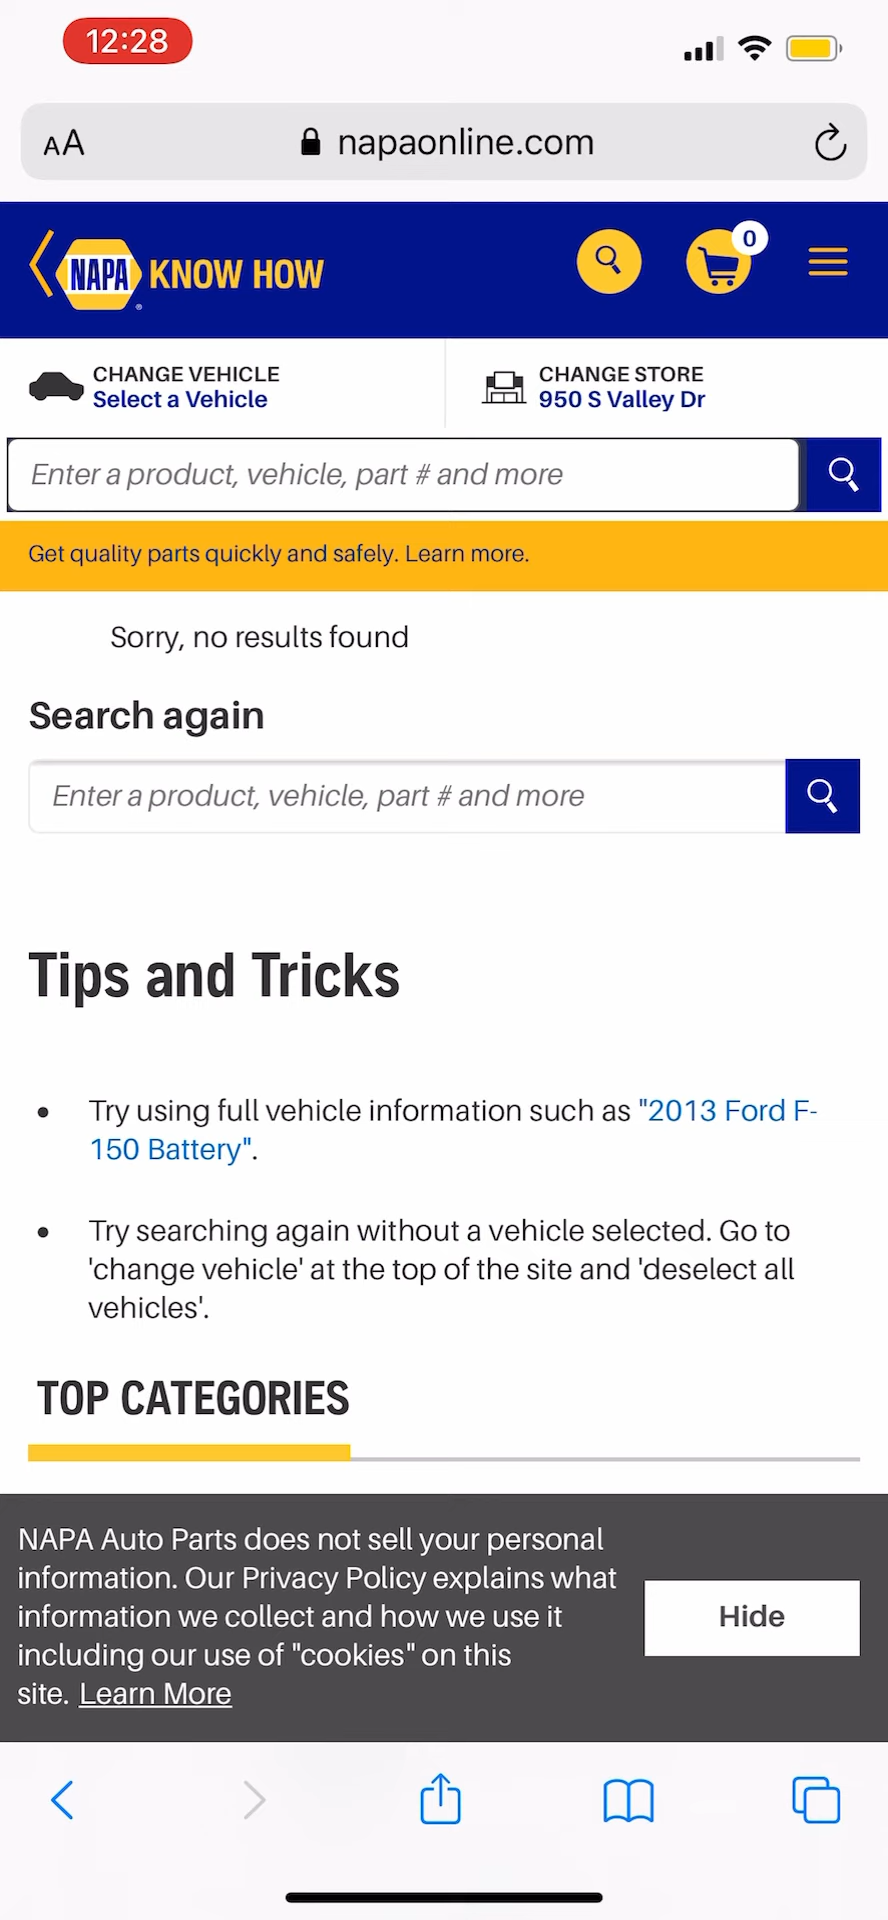 12:28
AA
napaonline.com
NAPA KNOW HOW
®
0
CHANGE VEHICLE
Select a Vehicle
CHANGE STORE
950 S Valley Dr
Enter a product, vehicle, part # and more
Get quality parts quickly and safely. Learn more.
Sorry, no results found
Search again
Enter a product, vehicle, part # and more
Tips and Tricks
• Try using full vehicle information such as "2013 Ford F-
150 Battery".
• Try searching again without a vehicle selected. Go to
'change vehicle' at the top of the site and 'deselect all
vehicles'.
TOP CATEGORIES
NAPA Auto Parts does not sell your personal
information. Our Privacy Policy explains what
information we collect and how we use it
including our use of "cookies" on this
site. Learn More
Hide